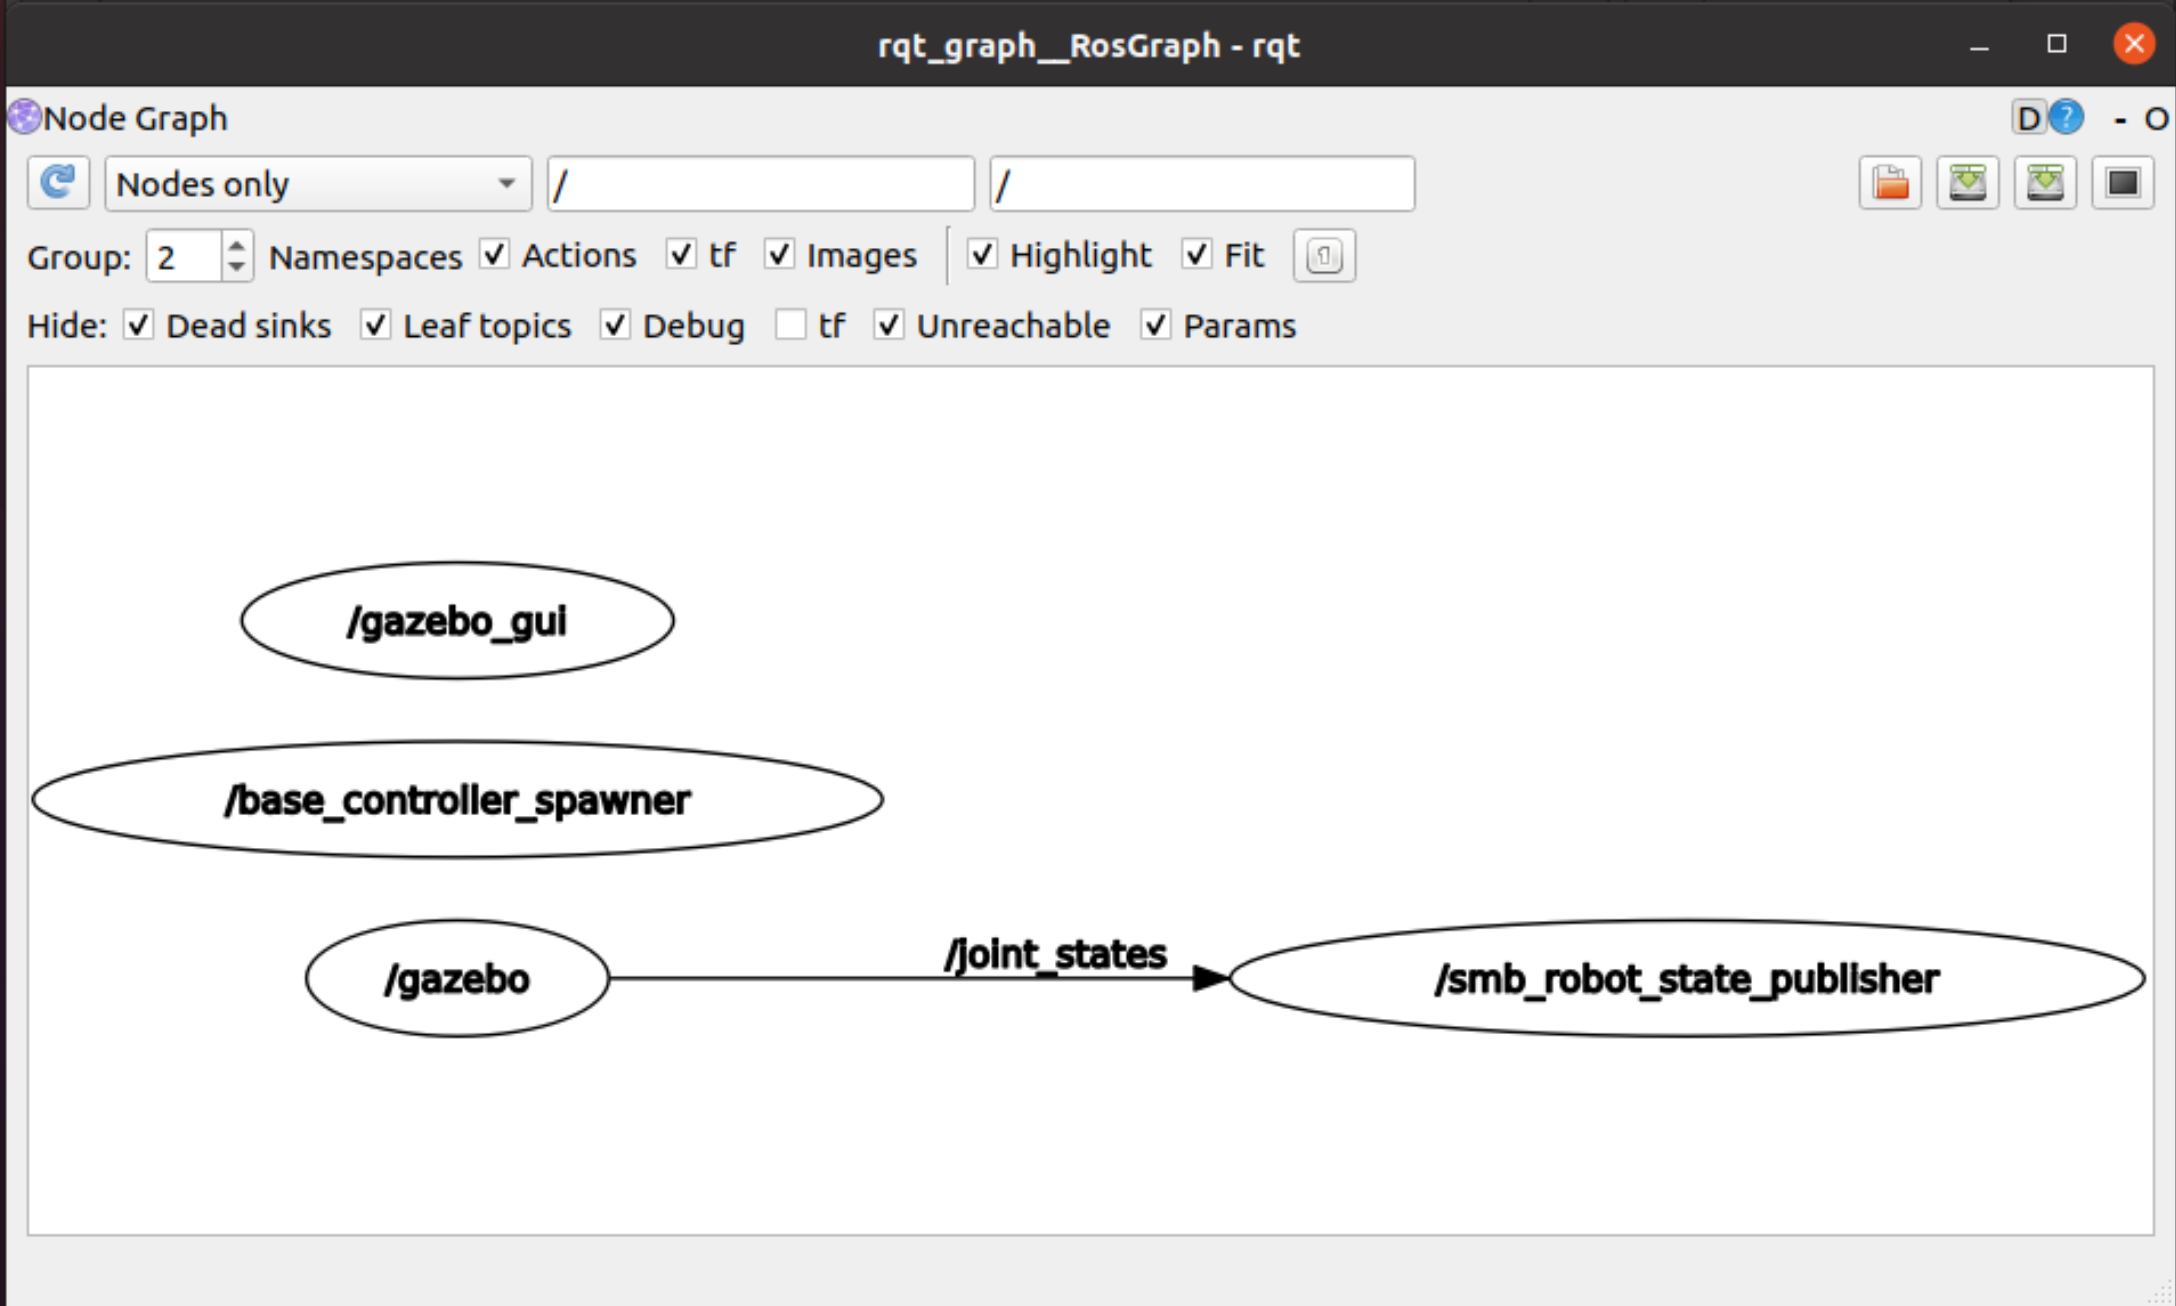 rqt_graph__RosGraph - rqt
Node Graph D ? - O
Nodes only / /
Group: 2 Namespaces Actions tf Images Highlight Fit
Hide: Dead sinks Leaf topics Debug tf Unreachable Params
/gazebo_gui
/base_controller_spawner
/gazebo /joint_states /smb_robot_state_publisher